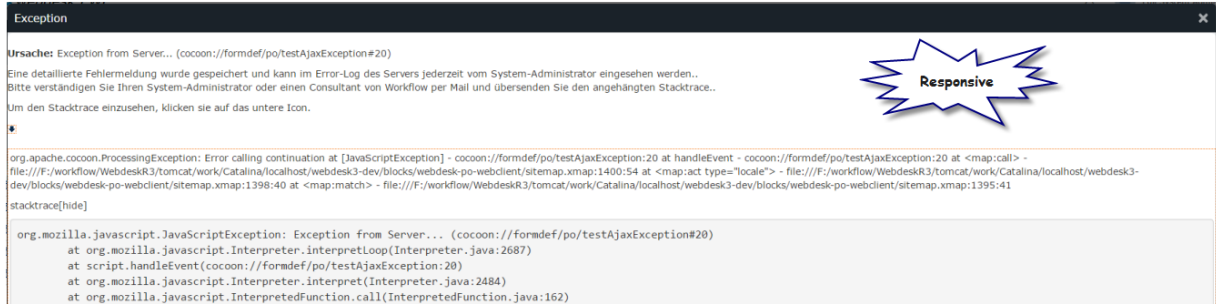 Exception
Ursache: Exception from Server... (cocoon://formdef/po/testAjaxException#20)
Eine detaillierte Fehlermeldung wurde gespeichert und kann im Error-Log des Servers jederzeit vom System-Administrator eingesehen werden..
Bitte verständigen Sie Ihren System-Administrator oder einen Consultant von Workflow per Mail und übersenden Sie den angehängten Stacktrace..
Responsive
Um den Stacktrace einzusehen, klicken sie auf das untere Icon.
org.apache.cocoon.ProcessingException: Error calling continuation at [JavaScriptException] - cocoon://formdef/po/testAjaxException:20 at handleEvent - cocoon://formdef/po/testAjaxException:20 at <map:call> -
file:///F:/workflow/WebdeskR3/tomcat/work/Catalina/localhost/webdesk3-dev/blocks/webdesk-po-webclient/sitemap.xmap:1400:54 at <map:act type="locale"> - file:///F:/workflow/WebdeskR3/tomcat/work/Catalina/localhost/webdesk3-
dev/blocks/webdesk-po-webclient/sitemap.xmap:1398:40 at <map:match> - file:///F:/workflow/WebdeskR3/tomcat/work/Catalina/localhost/webdesk3-dev/blocks/webdesk-po-webclient/sitemap.xmap:1395:41
stacktrace[hide]
org.mozilla.javascript.JavaScriptException: Exception from Server... (cocoon://formdef/po/testAjaxException#20)
at org.mozilla.javascript.Interpreter.interpretLoop(Interpreter.java:2687)
at script.handleEvent(cocoon://formdef/po/testAjaxException:20)
at org.mozilla.javascript.Interpreter.interpret(Interpreter.java:2484)
at org.mozilla.javascript.InterpretedFunction.call(InterpretedFunction.java:162)